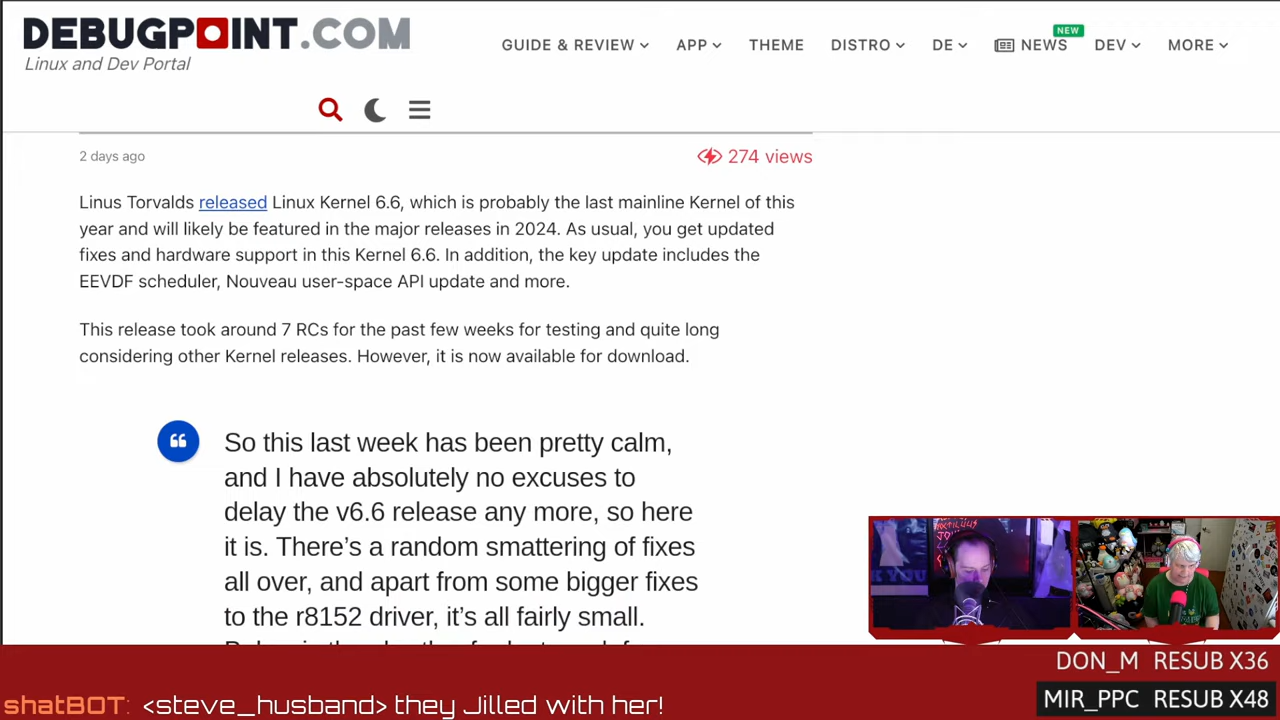 DEBUGPOINT.COM
Linux and Dev Portal
GUIDE & REVIEW
APP
THEME
DISTRO
DE
NEW
NEWS
DEV
MORE
2 days ago
274 views
Linus Torvalds released Linux Kernel 6.6, which is probably the last mainline Kernel of this
year and will likely be featured in the major releases in 2024. As usual, you get updated
fixes and hardware support in this Kernel 6.6. In addition, the key update includes the
EEVDF scheduler, Nouveau user-space API update and more.
This release took around 7 RCs for the past few weeks for testing and quite long
considering other Kernel releases. However, it is now available for download.
So this last week has been pretty calm,
and I have absolutely no excuses to
delay the v6.6 release any more, so here
it is. There’s a random smattering of fixes
all over, and apart from some bigger fixes
to the r8152 driver, it’s all fairly small.
DON_M RESUB X36
MIR_PPC RESUB X48
shatBOT: <steve_husband> they Jilled with her!